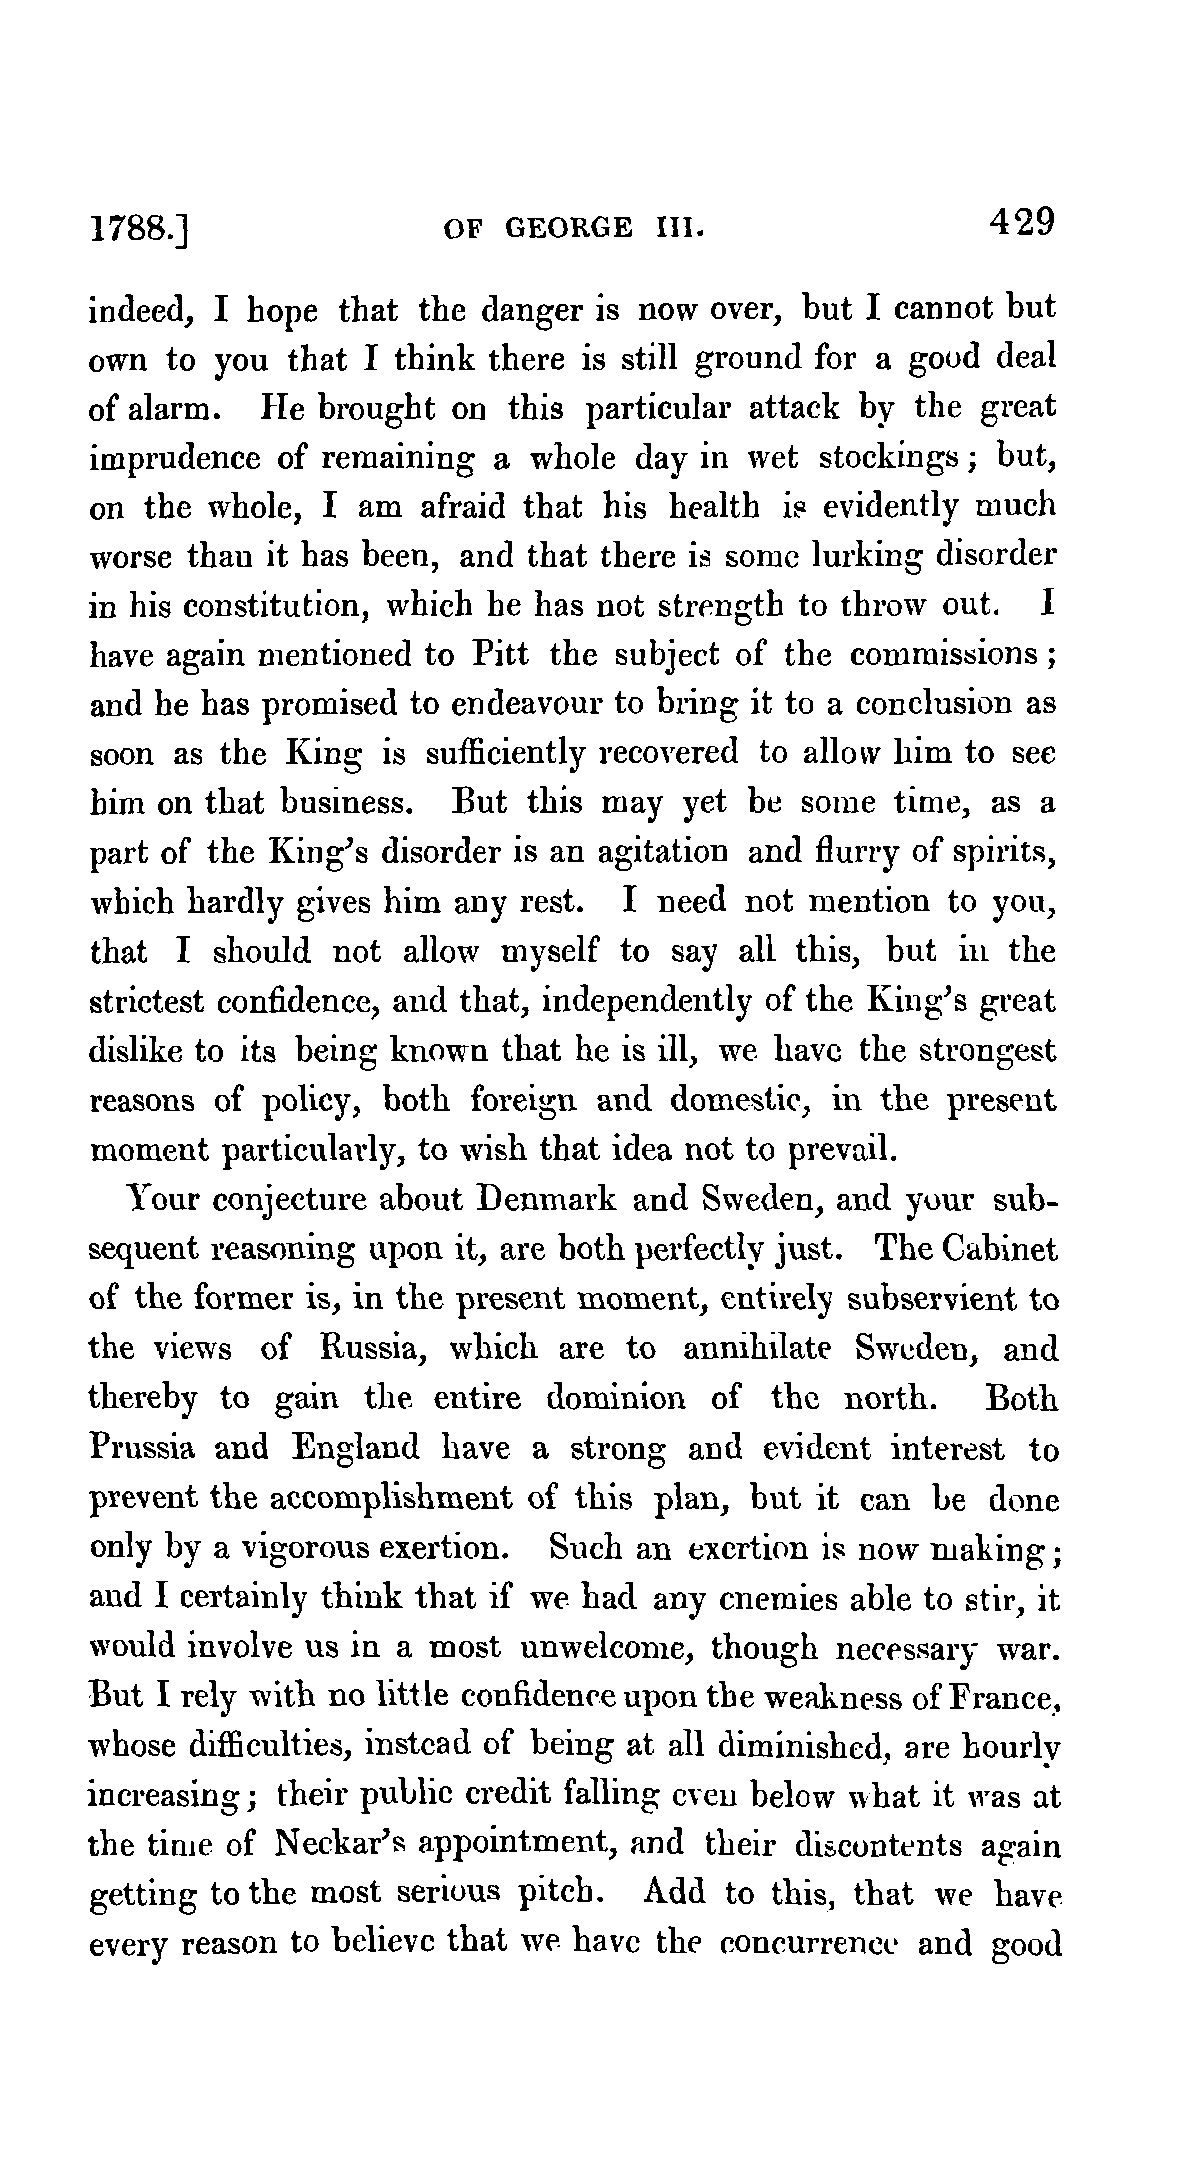 1788.] OF GEORGE III. 429
indeed, I hope that the danger is now over, but I cannot but
own to you that I think there is still ground for a good deal
of alarm. He brought on this particular attack by the great
imprudence of remaining a whole day in wet stockings; but,
on the whole, I am afraid that his health is evidently much
worse than it has been, and that there is some lurking disorder
in his constitution, which he has not strength to throw out. I
have again mentioned to Pitt the subject of the commissions;
and he has promised to endeavour to bring it to a conclusion as
soon as the King is sufficiently recovered to allow him to see
him on that business. But this may yet be some time, as a
part of the King's disorder is an agitation and flurry of spirits,
which hardly gives him any rest. I need not mention to you,
that I should not allow myself to say all this, but in the
strictest confidence, and that, independently of the King's great
dislike to its being known that he is ill, we have the strongest
reasons of policy, both foreign and domestic, in the present
moment particularly, to wish that idea not to prevail.
Your conjecture about Denmark and Sweden, and your sub-
sequent reasoning upon it, are both perfectly just. The Cabinet
of the former is, in the present moment, entirely subservient to
the views of Russia, which are to annihilate Sweden, and
thereby to gain the entire dominion of the north. Both
Prussia and England have a strong and evident interest to
prevent the accomplishment of this plan, but it can be done
only by a vigorous exertion. Such an exertion is now making;
and I certainly think that if we had any enemies able to stir, it
would involve us in a most unwelcome, though necessary war.
But I rely with no little confidence upon the weakness of France,
whose difficulties, instead of being at all diminished, are hourly
increasing; their public credit falling even below what it was at
the time of Neckar's appointment, and their discontents again
getting to the most serious pitch. Add to this, that we have
every reason to believe that we have the concurrence and good